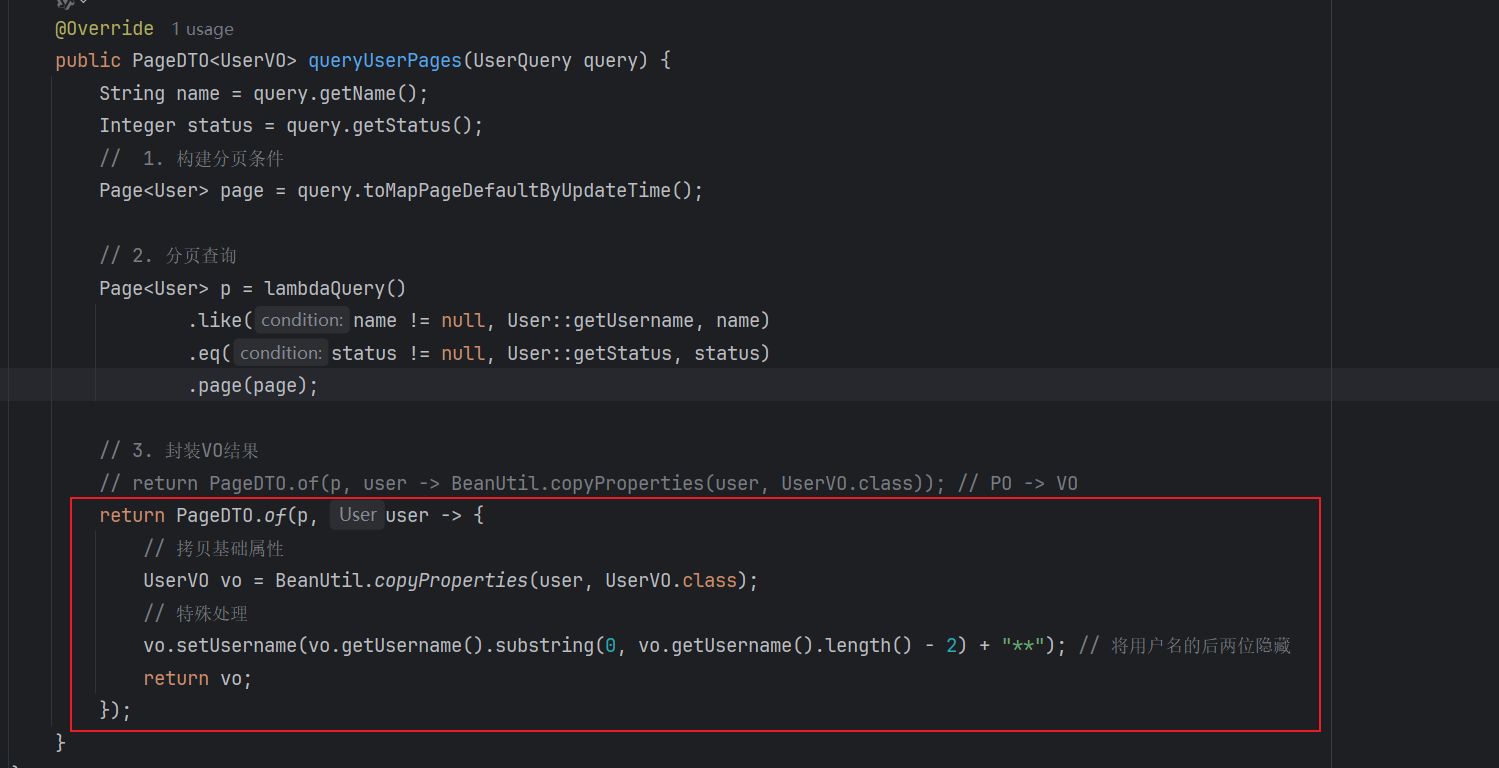 @Override 1 usage
public PageDTO<UserVO> queryUserPages(UserQuery query) {
String name = query.getName();
Integer status = query.getStatus();
//  1. 构建分页条件
Page<User> page = query.toMapPageDefaultByUpdateTime();
// 2. 分页查询
Page<User> p = lambdaQuery()
.like( condition: name != null, User::getUsername, name)
.eq( condition: status != null, User::getStatus, status)
.page(page);
// 3. 封装VO结果
// return PageDTO.of(p, user -> BeanUtil.copyProperties(user, UserVO.class)); // PO -> VO
return PageDTO.of(p, User user -> {
// 拷贝基础属性
UserVO vo = BeanUtil.copyProperties(user, UserVO.class);
// 特殊处理
vo.setUsername(vo.getUsername().substring(0, vo.getUsername().length() - 2) + "**"); // 将用户名的后两位隐藏
return vo;
});
}